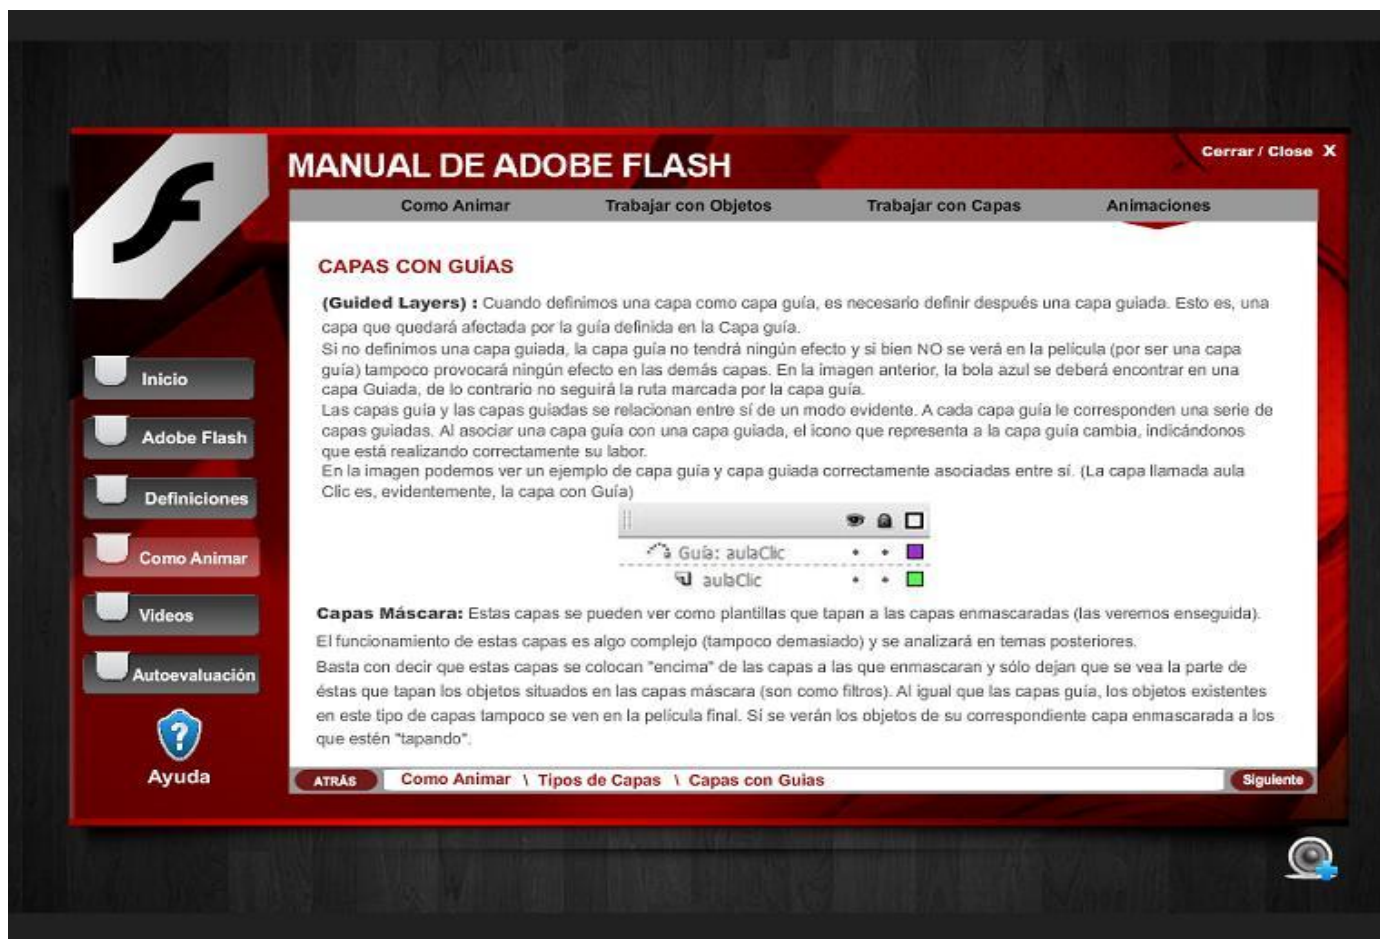 Cerrar / Close X
MANUAL DE ADOBE FLASH
Como Animar Trabajar con Objetos Trabajar con Capas Animaciones
CAPAS CON GUÍAS
(Guided Layers) : Cuando definimos una capa como capa guía, es necesario definir después una capa guiada. Esto es, una
capa que quedará afectada por la guía definida en la Capa guía.
Si no definimos una capa guiada, la capa guía no tendrá ningún efecto y si bien NO se verá en la película (por ser una capa
guía) tampoco provocará ningún efecto en las demás capas. En la imagen anterior, la bola azul se deberá encontrar en una
capa Guiada, de lo contrario no seguirá la ruta marcada por la capa guía.
Las capas guía y las capas guiadas se relacionan entre sí de un modo evidente. A cada capa guía le corresponden una serie de
capas guiadas. Al asociar una capa guía con una capa guiada, el icono que representa a la capa guía cambia, indicándonos
que está realizando correctamente su labor.
En la imagen podemos ver un ejemplo de capa guía y capa guiada correctamente asociadas entre sí. (La capa llamada aula
Clic es, evidentemente, la capa con Guía)
Guía: aulaClic
aulaClic
Capas Máscara: Estas capas se pueden ver como plantillas que tapan a las capas enmascaradas (las veremos enseguida).
El funcionamiento de estas capas es algo complejo (tampoco demasiado) y se analizará en temas posteriores.
Basta con decir que estas capas se colocan "encima" de las capas a las que enmascaran y sólo dejan que se vea la parte de
éstas que tapan los objetos situados en las capas máscara (son como filtros). Al igual que las capas guía, los objetos existentes
en este tipo de capas tampoco se ven en la película final. Sí se verán los objetos de su correspondiente capa enmascarada a los
que estén "tapando".
Inicio
Adobe Flash
Definiciones
Como Animar
Videos
Autoevaluación
Ayuda
ATRÁS Como Animar \ Tipos de Capas \ Capas con Guias Siguiente